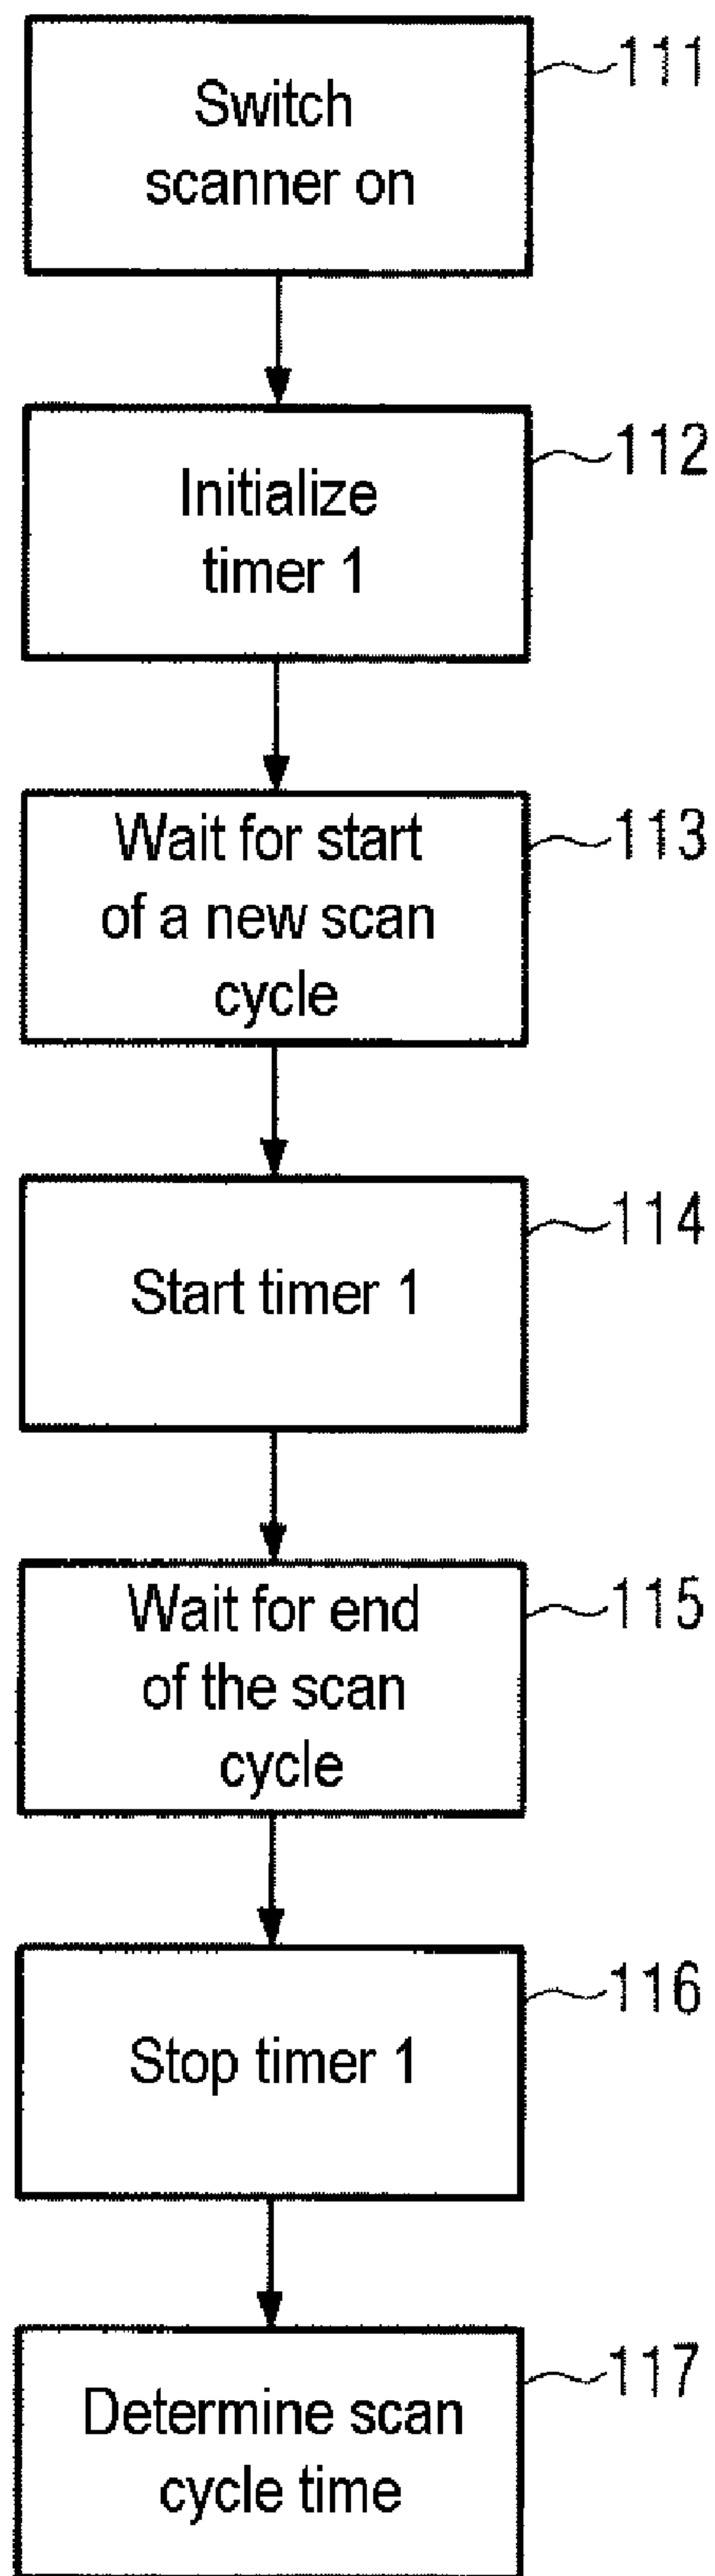 Switch
scanner on
111
Initialize
timer 1
112
Wait for start
of a new scan
cycle
113
Start timer 1
114
Wait for end
of the scan
cycle
115
Stop timer 1
116
Determine scan
cycle time
117